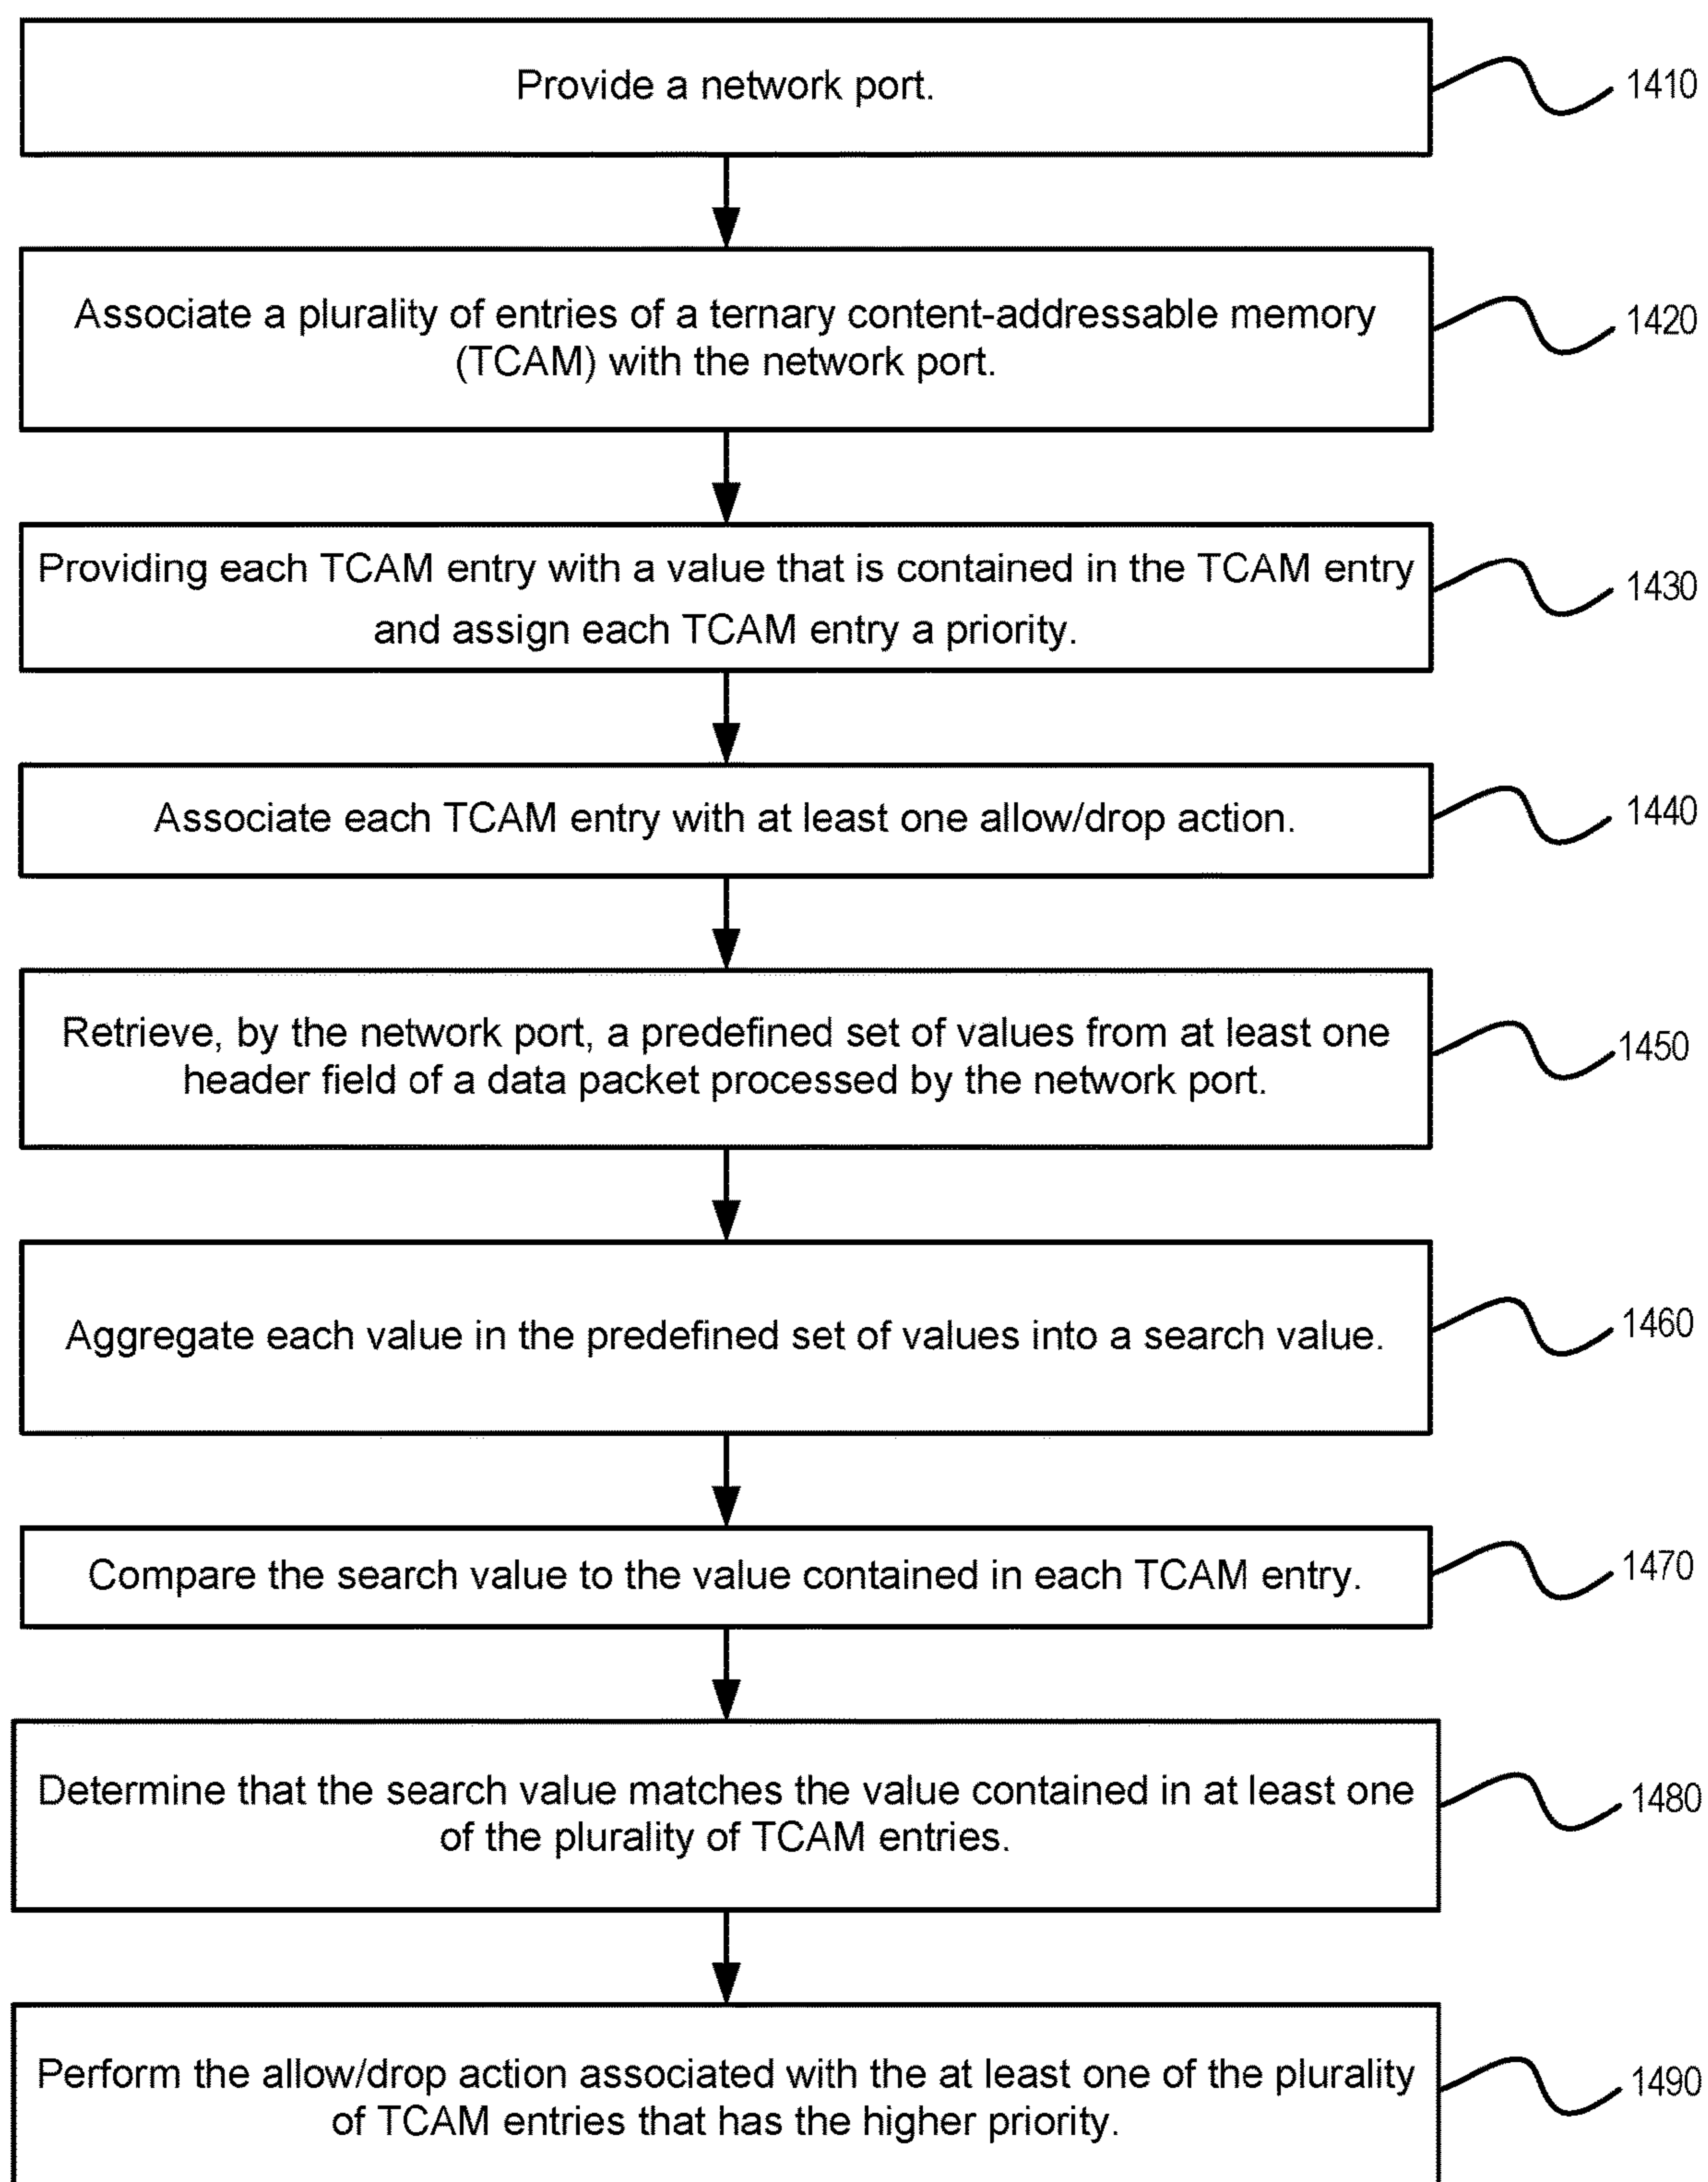 Provide a network port.
1410
Associate a plurality of entries of a ternary content-addressable memory
(TCAM) with the network port.
1420
Providing each TCAM entry with a value that is contained in the TCAM entry
and assign each TCAM entry a priority.
1430
Associate each TCAM entry with at least one allow/drop action.
1440
Retrieve, by the network port, a predefined set of values from at least one
header field of a data packet processed by the network port.
1450
Aggregate each value in the predefined set of values into a search value.
1460
Compare the search value to the value contained in each TCAM entry.
1470
Determine that the search value matches the value contained in at least one
of the plurality of TCAM entries.
1480
Perform the allow/drop action associated with the at least one of the plurality
of TCAM entries that has the higher priority.
1490